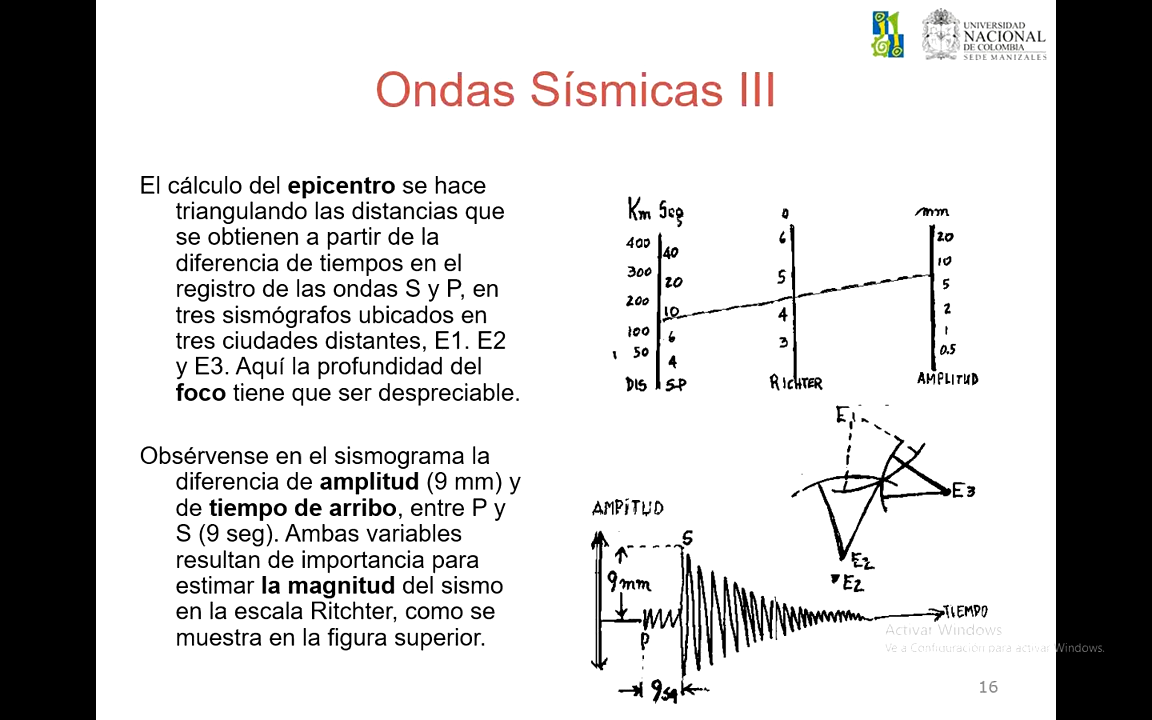 UNIVERSIDAD
NACIONAL
DE COLOMBIA
SEDE MANIZALES
Ondas Sísmicas III
El cálculo del epicentro se hace
triangulando las distancias que
se obtienen a partir de la
diferencia de tiempos en el
registro de las ondas S y P, en
tres sismógrafos ubicados en
tres ciudades distantes, E1. E2
y E3. Aquí la profundidad del
foco tiene que ser despreciable.
Obsérvense en el sismograma la
diferencia de amplitud (9 mm) y
de tiempo de arribo, entre P y
S (9 seg). Ambas variables
resultan de importancia para
estimar la magnitud del sismo
en la escala Ritchter, como se
muestra en la figura superior.
Km Seg
400 40
300 20
200 10
100 6
50 4
DIS SP
6
5
4
3
RICHTER
mm
20
10
5
2
1
0.5
AMPLITUD
E1
E3
E2
E2
AMPITUD
S
9mm
P
9sg
TIEMPO
Activar Windows
Ve a Configuración para activar Windows.
16